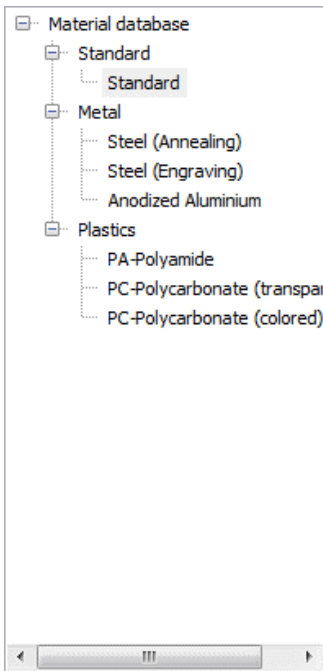 Material database
Standard
Standard
Metal
Steel (Annealing)
Steel (Engraving)
Anodized Aluminium
Plastics
PA-Polyamide
PC-Polycarbonate (transpar
PC-Polycarbonate (colored)